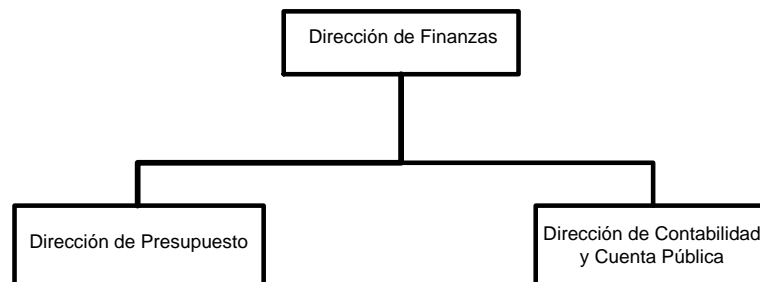 Dirección de Finanzas
Dirección de Presupuesto
Dirección de Contabilidad
y Cuenta Pública